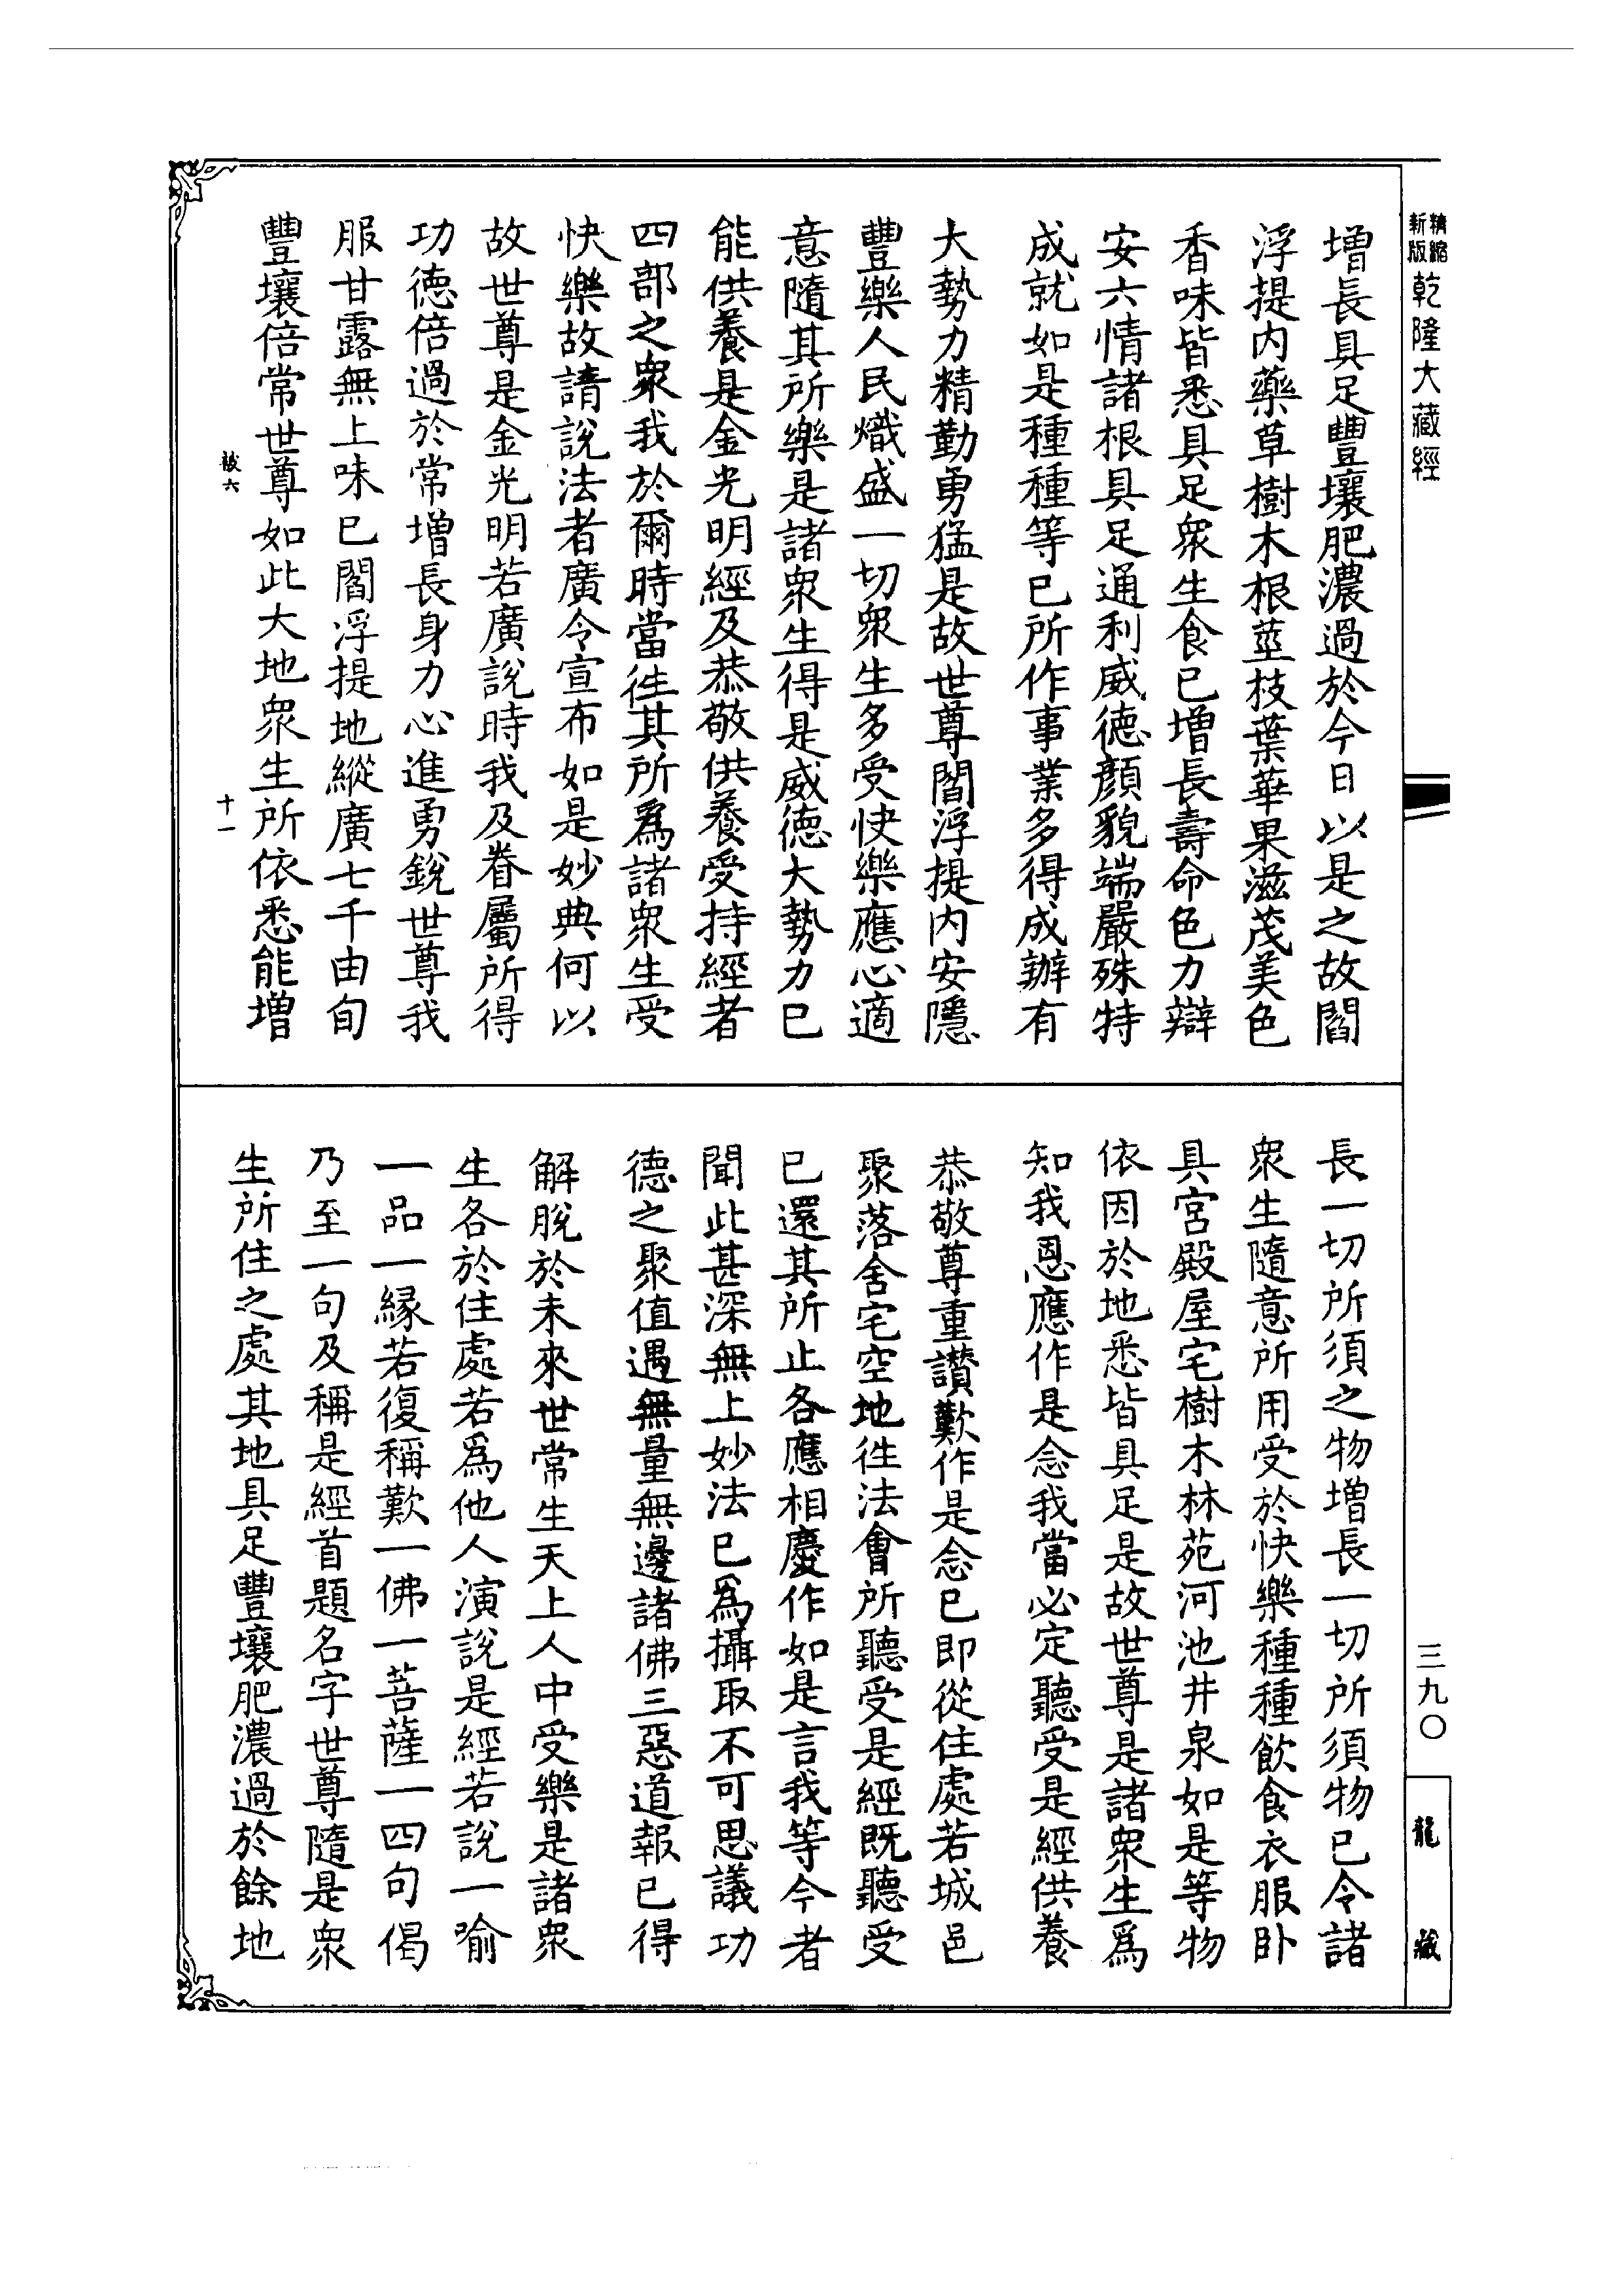 精縮
新版
乾隆大藏經
增長具足豐壤肥濃過於今日以是之故閻
浮提內藥草樹木根莖枝葉華果滋茂美色
香味皆悉具足眾生食已增長壽命色力辯
安六情諸根具足通利威德顏貌端嚴殊特
成就如是種種等已所作事業多得成辦有
大勢力精勤勇猛是故世尊閻浮提內安隱
豐樂人民熾盛一切眾生多受快樂應心適
意隨其所樂是諸眾生得是威德大勢力已
能供養是金光明經及恭敬供養受持經者
四部之眾我於爾時當往其所為諸眾生受
快樂故請說法者廣令宣布如是妙典何以
故世尊是金光明若廣說時我及眷屬所得
功德倍過於常增長身力心進勇銳世尊我
服甘露無上味已閻浮提地縱廣七千由旬
豐壤倍常世尊如此大地眾生所依悉能增
十一
長一切所須之物增長一切所須物已令諸
眾生隨意所用受於快樂種種飲食衣服臥
具宮殿屋宅樹木林苑河池井泉如是等物
依因於地悉皆具足是故世尊是諸眾生為
知我恩應作是念我當必定聽受是經供養
恭敬尊重讚歎作是念已即從住處若城邑
聚落舍宅空地往法會所聽受是經既聽受
已還其所止各應相慶作如是言我等今者
聞此甚深無上妙法已為攝取不可思議功
德之聚值遇無量無邊諸佛三惡道報已得
解脫於未來世常生天上人中受樂是諸眾
生各於住處若為他人演說是經若說一喻
一品一緣若復稱歎一佛一菩薩一四句偈
乃至一句及稱是經首題名字世尊隨是眾
生所住之處其地具足豐壤肥濃過於餘地
三九〇
龍藏